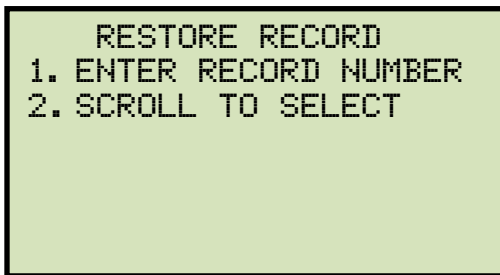 RESTORE RECORD
1. ENTER RECORD NUMBER
2. SCROLL TO SELECT